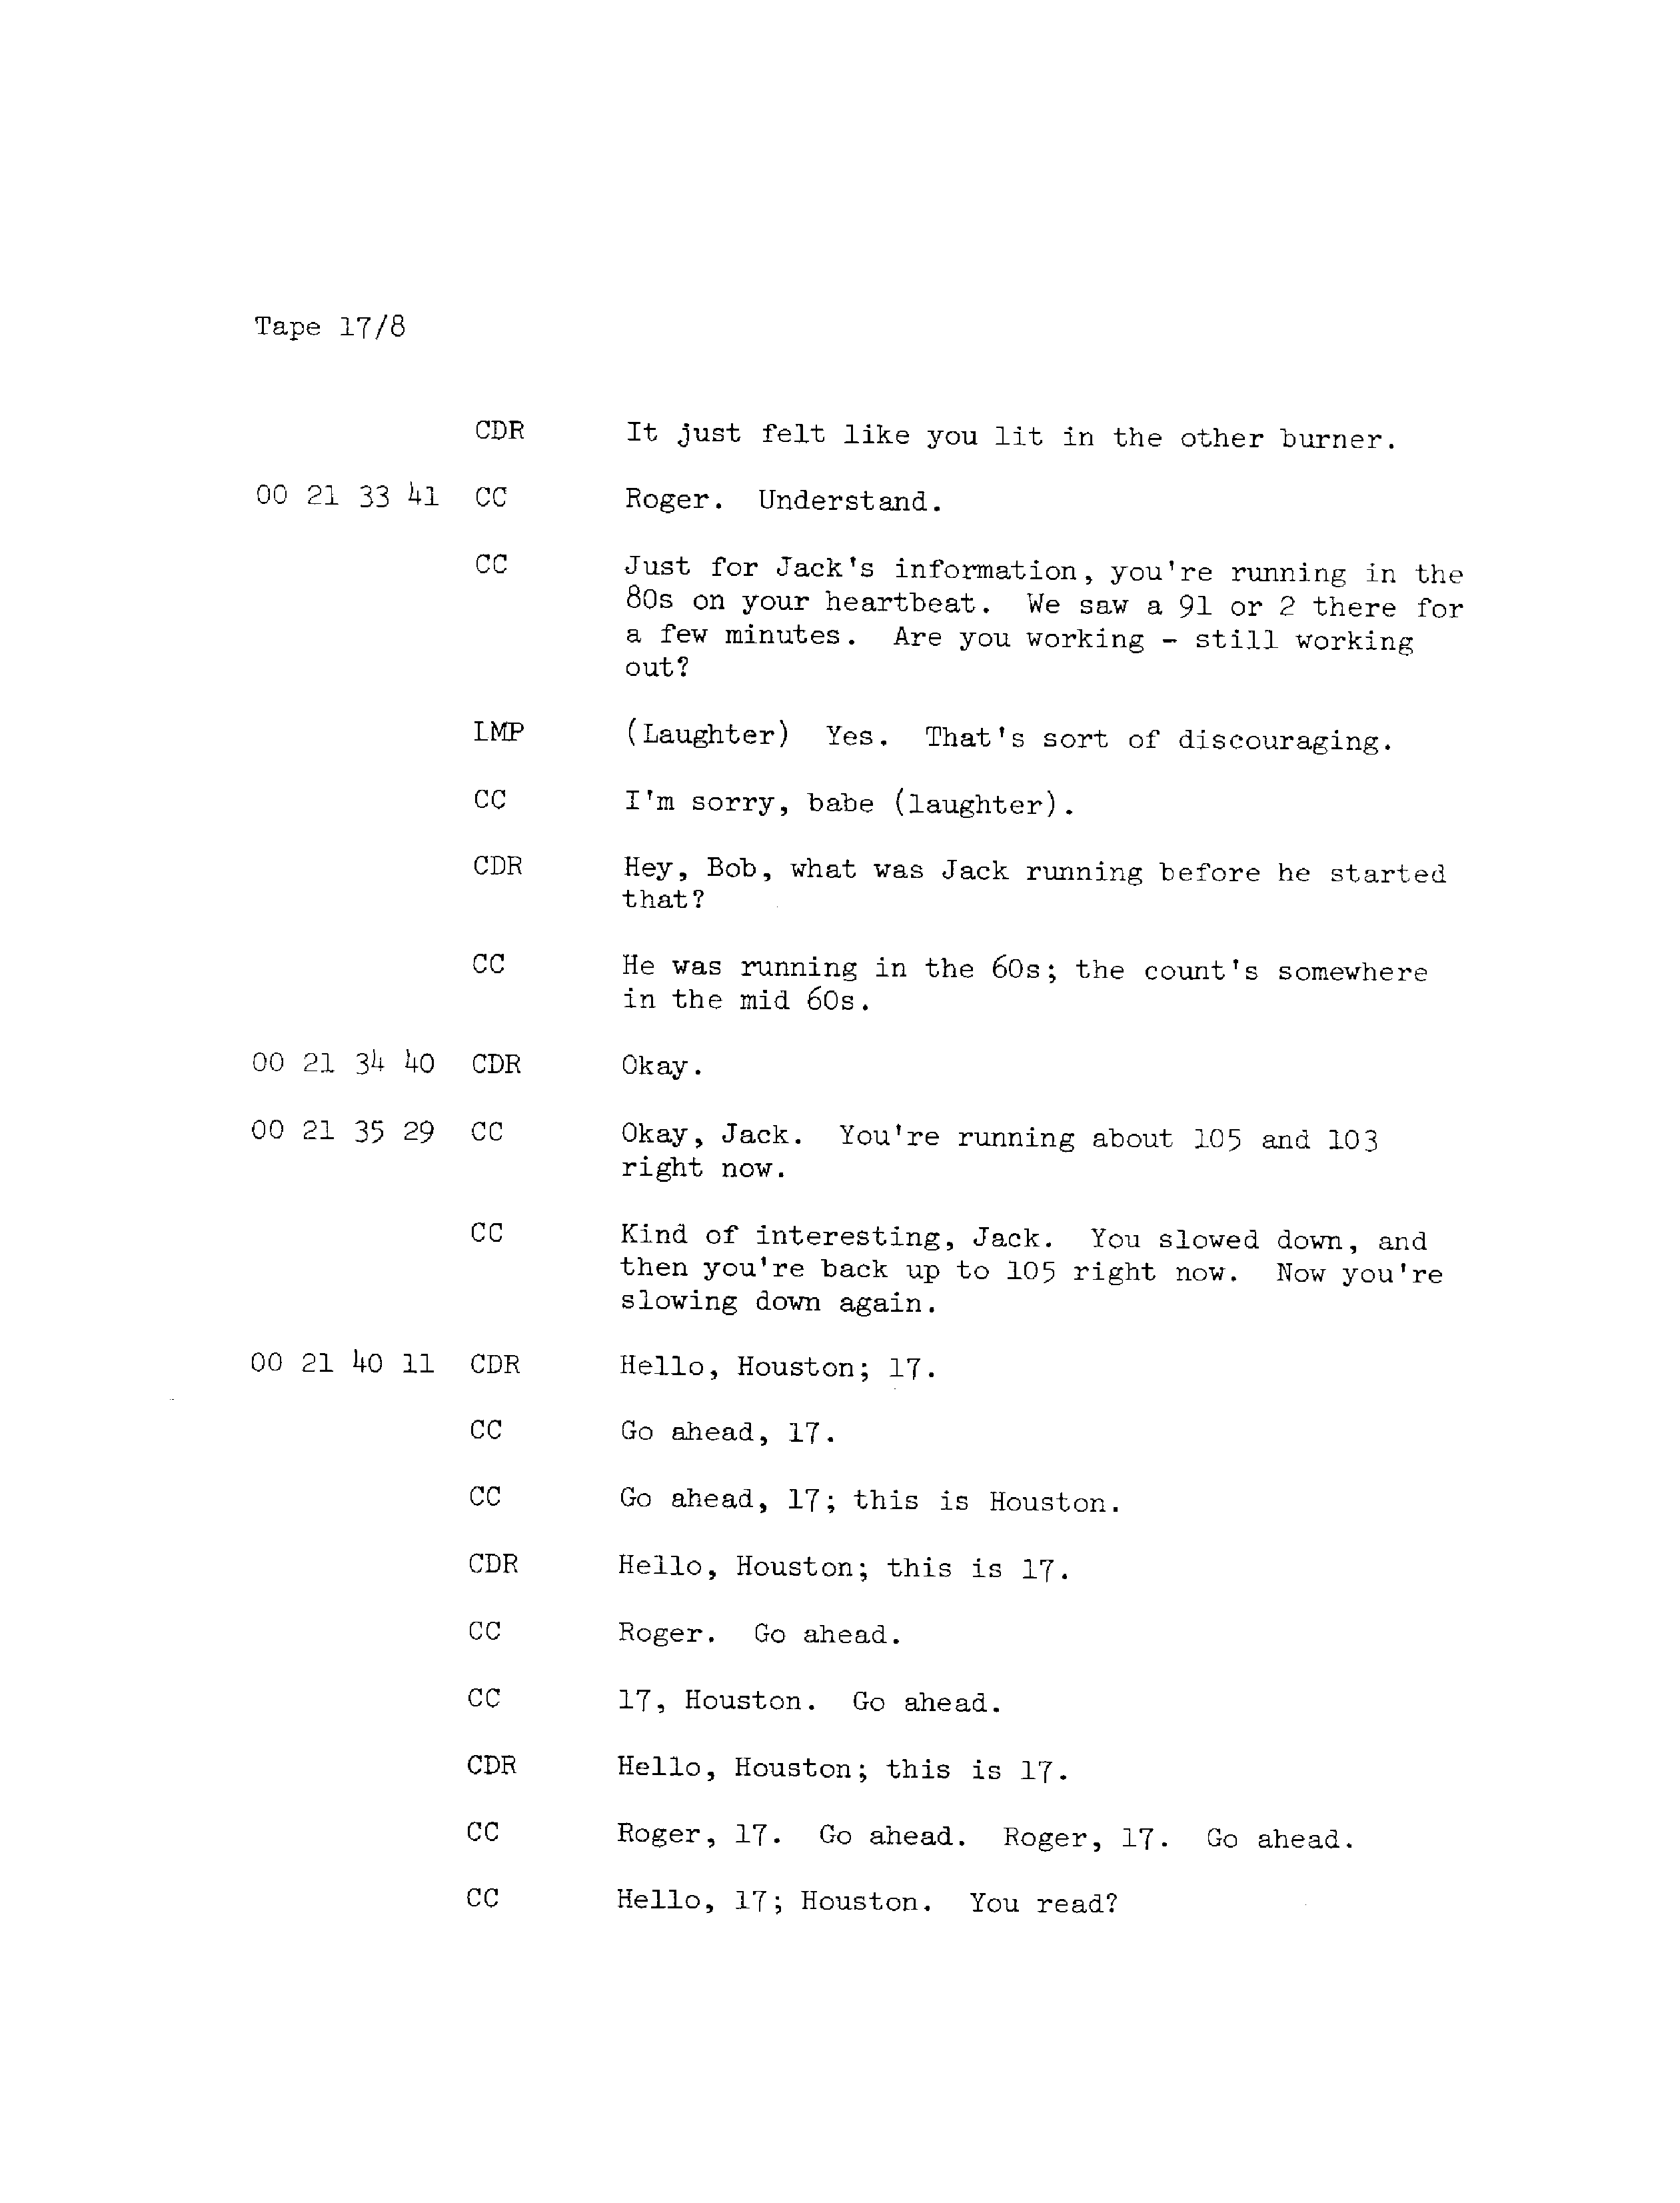 Tape 17/8
CDR It just felt like you lit in the other burner.
00 21 33 41 CC Roger. Understand.
CC Just for Jack's information, you're running in the
80s on your heartbeat. We saw a 91 or 2 there for
a few minutes. Are you working - still working
out?
LMP (Laughter) Yes. That's sort of discouraging.
CC I'm sorry, babe (laughter).
CDR Hey, Bob, what was Jack running before he started
that?
CC He was running in the 60s; the count's somewhere
in the mid 60s.
00 21 34 40 CDR Okay.
00 21 35 29 CC Okay, Jack. You're running about 105 and 103
right now.
CC Kind of interesting, Jack. You slowed down, and
then you're back up to 105 right now. Now you're
slowing down again.
00 21 40 11 CDR Hello, Houston; 17.
CC Go ahead, 17.
CC Go ahead, 17; this is Houston.
CDR Hello, Houston; this is 17.
CC Roger. Go ahead.
CC 17, Houston. Go ahead.
CDR Hello, Houston; this is 17.
CC Roger, 17. Go ahead. Roger, 17. Go ahead.
CC Hello, 17; Houston. You read?